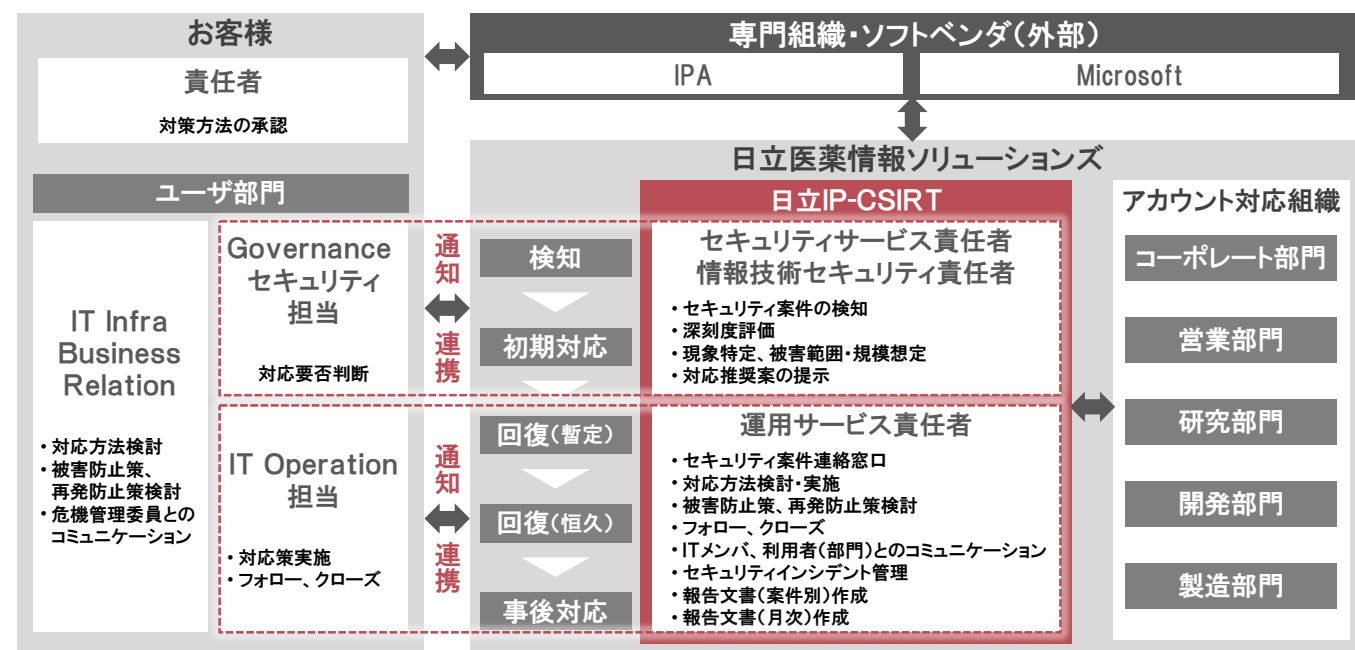 お客様
責任者
対策方法の承認
専門組織・ソフトベンダ（外部）
IPA
Microsoft
ユーザ部門
IT Infra
Business
Relation
・対応方法検討
・被害防止策、
再発防止策検討
・危機管理委員との
コミュニケーション
Governance
セキュリティ
担当
対応要否判断
IT Operation
担当
・対応策実施
・フォロー、クローズ
通知
連携
通知
連携
日立医薬情報ソリューションズ
検知
初期対応
回復（暫定）
回復（恒久）
事後対応
日立IP-CSIRT
セキュリティサービス責任者
情報技術セキュリティ責任者
・セキュリティ案件の検知
・深刻度評価
・現象特定、被害範囲・規模想定
・対応推奨案の提示
運用サービス責任者
・セキュリティ案件連絡窓口
・対応方法検討・実施
・被害防止策、再発防止策検討
・フォロー、クローズ
・ITメンバ、利用者（部門）とのコミュニケーション
・セキュリティインシデント管理
・報告文書（案件別）作成
・報告文書（月次）作成
アカウント対応組織
コーポレート部門
営業部門
研究部門
開発部門
製造部門